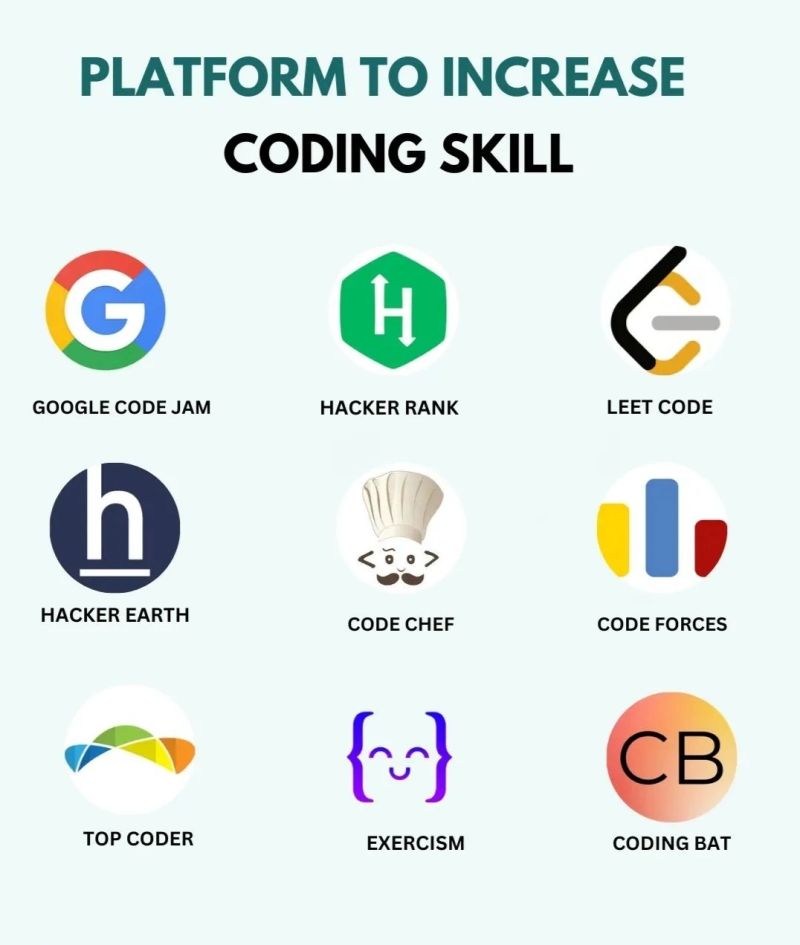 PLATFORM TO INCREASE
CODING SKILL
G
H
GOOGLE CODE JAM
HACKER RANK
LEET CODE
h
HACKER EARTH
CODE CHEF
CODE FORCES
CB
TOP CODER
EXERCISM
CODING BAT